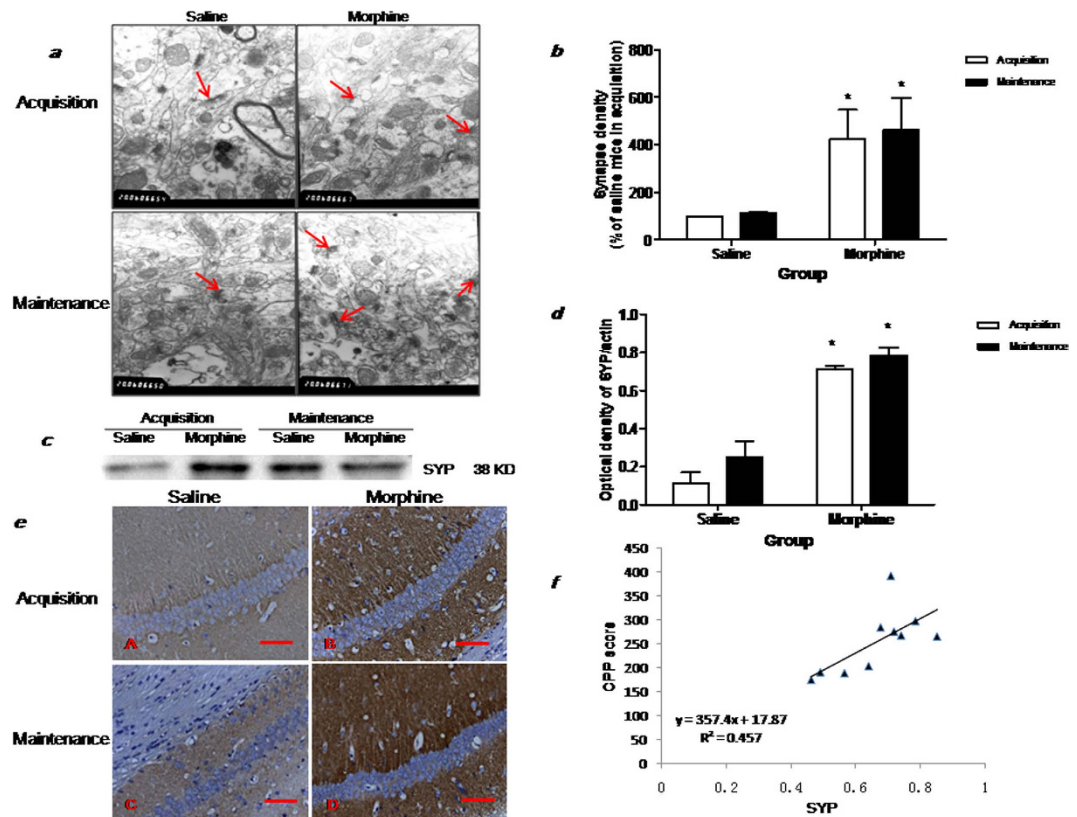 Saline Morphine
a
Acquisition
Maintenance
b
Synapse density
(% of saline mice in acquisition)
800
600
400
200
0
* *
Saline Morphine
Group
Acquisition
Maintenance
c
Acquisition Maintenance
Saline Morphine Saline Morphine
SYP 38 KD
d
Optical density of SYP/actin
1.0
0.8
0.6
0.4
0.2
0.0
* *
Saline Morphine
Group
Acquisition
Maintenance
e
Saline Morphine
Acquisition
Maintenance
A B
C D
f
CPP score
450
400
350
300
250
200
150
100
50
0
y = 357.4x + 17.87
R² = 0.457
0 0.2 0.4 0.6 0.8 1
SYP